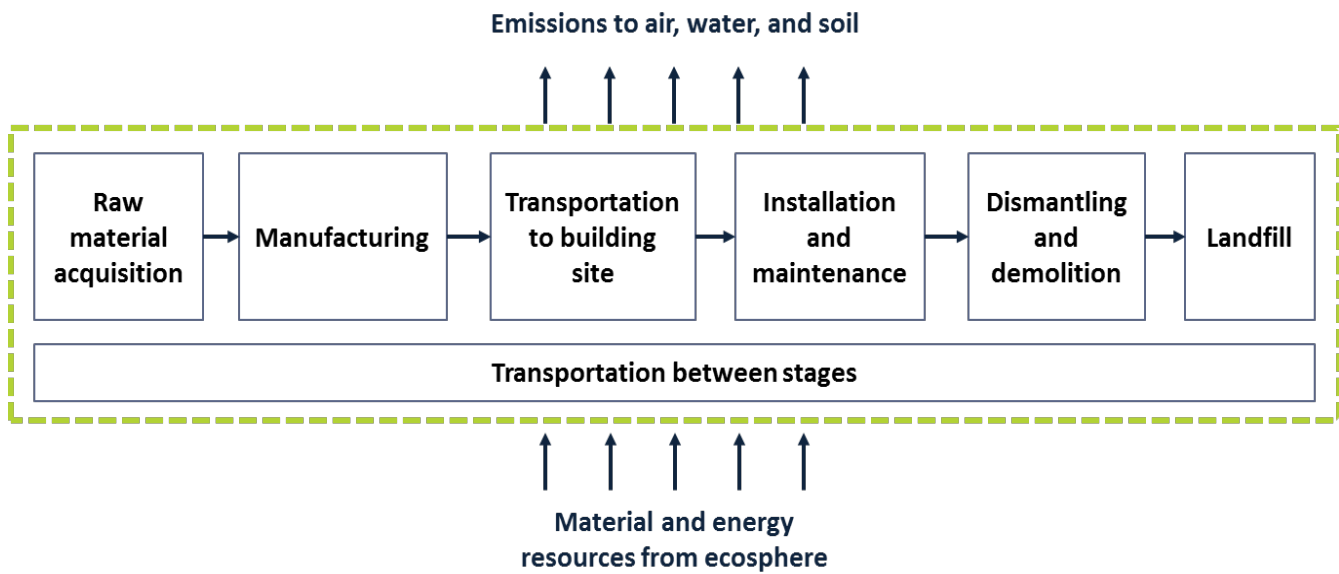 Emissions to air, water, and soil
Raw
material
acquisition
Manufacturing
Transportation
to building
site
Installation
and
maintenance
Dismantling
and
demolition
Landfill
Transportation between stages
Material and energy
resources from ecosphere